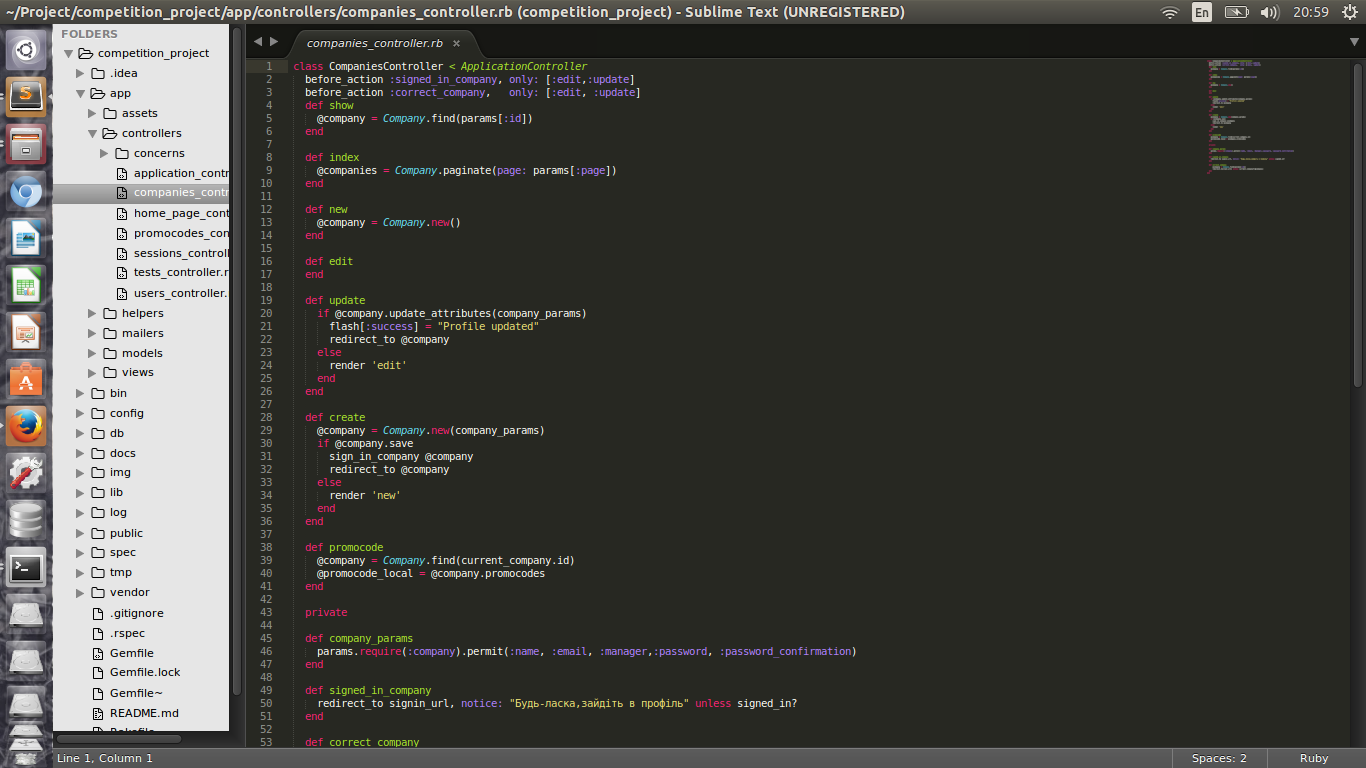 ~/Project/competition_project/app/controllers/companies_controller.rb (competition_project) - Sublime Text (UNREGISTERED)
En
20:59
FOLDERS
competition_project
.idea
app
assets
controllers
concerns
application_contr
companies_contr
home_page_cont
promocodes_con
sessions_control
tests_controller.r
users_controller.
helpers
mailers
models
views
bin
config
db
docs
img
lib
log
public
spec
tmp
vendor
.gitignore
.rspec
Gemfile
Gemfile.lock
Gemfile~
README.md
companies_controller.rb ×
1 class CompaniesController < ApplicationController
2 before_action :signed_in_company, only: [:edit,:update]
3 before_action :correct_company,   only: [:edit, :update]
4 def show
5 @company = Company.find(params[:id])
6 end
7
8 def index
9 @companies = Company.paginate(page: params[:page])
10 end
11
12 def new
13 @company = Company.new()
14 end
15
16 def edit
17 end
18
19 def update
20 if @company.update_attributes(company_params)
21 flash[:success] = "Profile updated"
22 redirect_to @company
23 else
24 render 'edit'
25 end
26 end
27
28 def create
29 @company = Company.new(company_params)
30 if @company.save
31 sign_in_company @company
32 redirect_to @company
33 else
34 render 'new'
35 end
36 end
37
38 def promocode
39 @company = Company.find(current_company.id)
40 @promocode_local = @company.promocodes
41 end
42
43 private
44
45 def company_params
46 params.require(:company).permit(:name, :email, :manager,:password, :password_confirmation)
47 end
48
49 def signed_in_company
50 redirect_to signin_url, notice: "Будь-ласка,зайдіть в профіль" unless signed_in?
51 end
52
53 def correct_company
Line 1, Column 1
Spaces: 2
Ruby